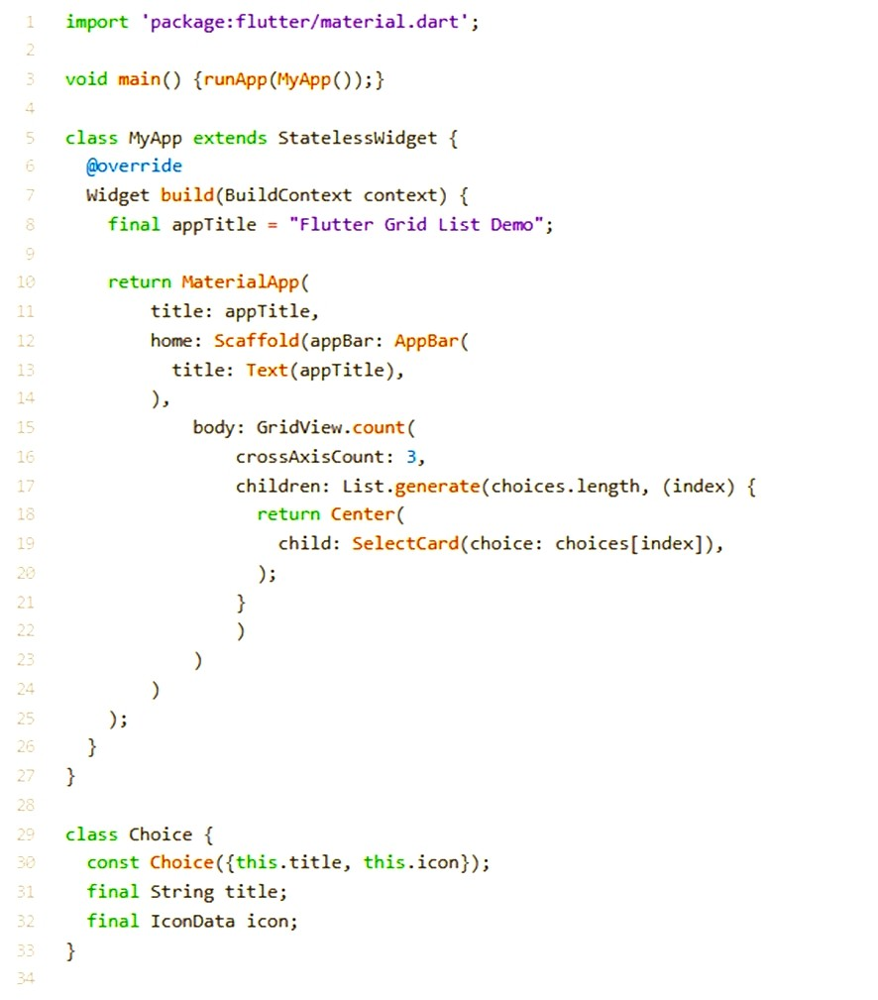 1 import 'package:flutter/material.dart';
2
3 void main() {runApp(MyApp());}
4
5 class MyApp extends StatelessWidget {
6   @override
7   Widget build(BuildContext context) {
8     final appTitle = "Flutter Grid List Demo";
9
10     return MaterialApp(
11         title: appTitle,
12         home: Scaffold(appBar: AppBar(
13           title: Text(appTitle),
14         ),
15             body: GridView.count(
16                 crossAxisCount: 3,
17                 children: List.generate(choices.length, (index) {
18                   return Center(
19                     child: SelectCard(choice: choices[index]),
20                   );
21                 }
22                 )
23             )
24         )
25     );
26   }
27 }
28
29 class Choice {
30   const Choice({this.title, this.icon});
31   final String title;
32   final IconData icon;
33 }
34